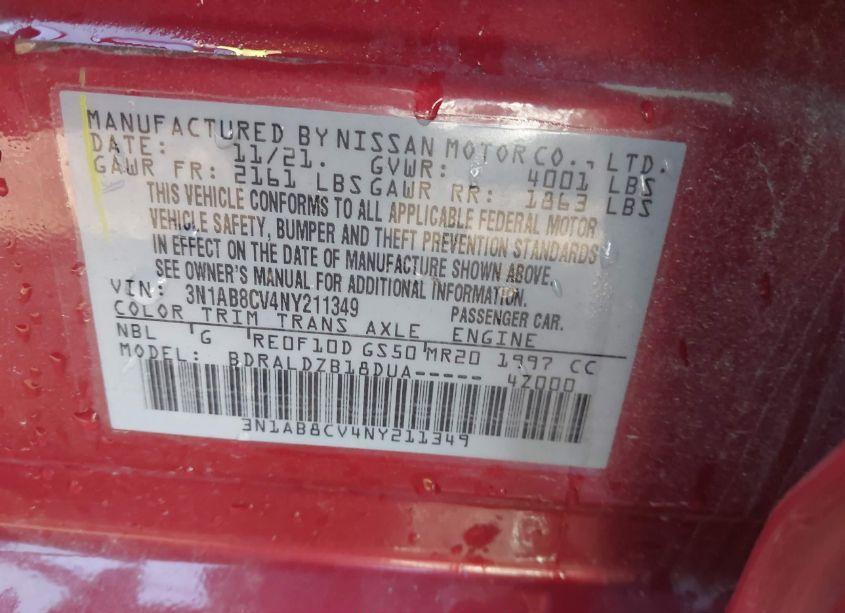 MANUFACTURED BY NISSAN MOTOR CO., LTD.
DATE: 11/21. GVWR: 4001 LBS
GAWR FR: 2161 LBS GAWR RR: 1863 LBS
THIS VEHICLE CONFORMS TO ALL APPLICABLE FEDERAL MOTOR
VEHICLE SAFETY, BUMPER AND THEFT PREVENTION STANDARDS
IN EFFECT ON THE DATE OF MANUFACTURE SHOWN ABOVE.
SEE OWNER'S MANUAL FOR ADDITIONAL INFORMATION.
VIN: 3N1AB8CV4NY211349 PASSENGER CAR.
COLOR TRIM TRANS AXLE ENGINE
NBL G RE0F10D GS50 MR20 1997 CC
MODEL: BDRALDZB18DUA----- 4Z000
3N1AB8CV4NY211349